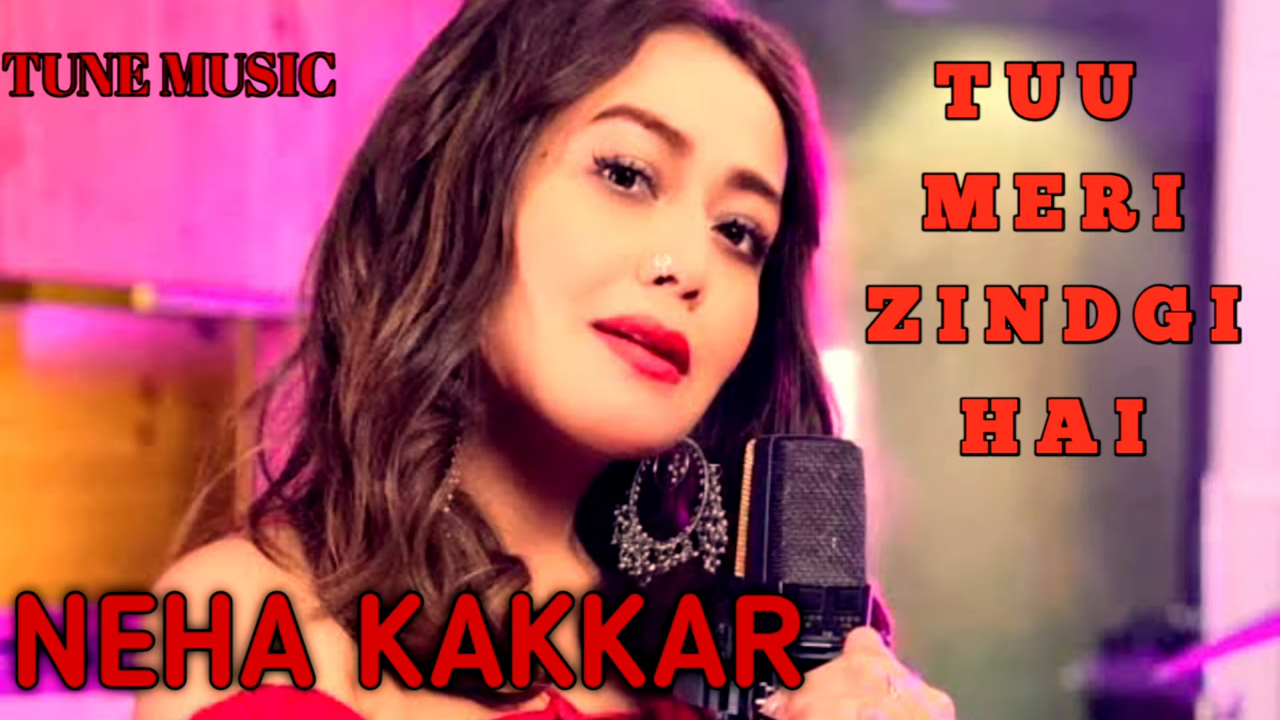 TUNE MUSIC
TUU
MERI
ZINDGI
HAI
NEHA KAKKAR